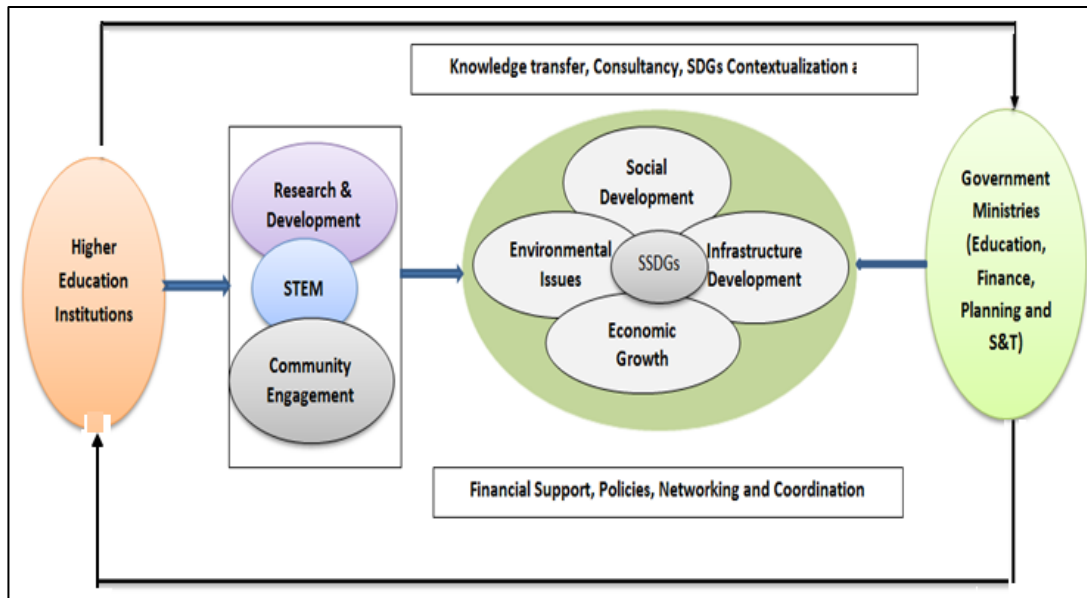 Knowledge transfer, Consultancy, SDGs Contextualization a
Higher
Education
Institutions
Research &
Development
STEM
Community
Engagement
Social
Development
Environmental
Issues
SSDGs
Infrastructure
Development
Economic
Growth
Government
Ministries
(Education,
Finance,
Planning and
S&T)
Financial Support, Policies, Networking and Coordination